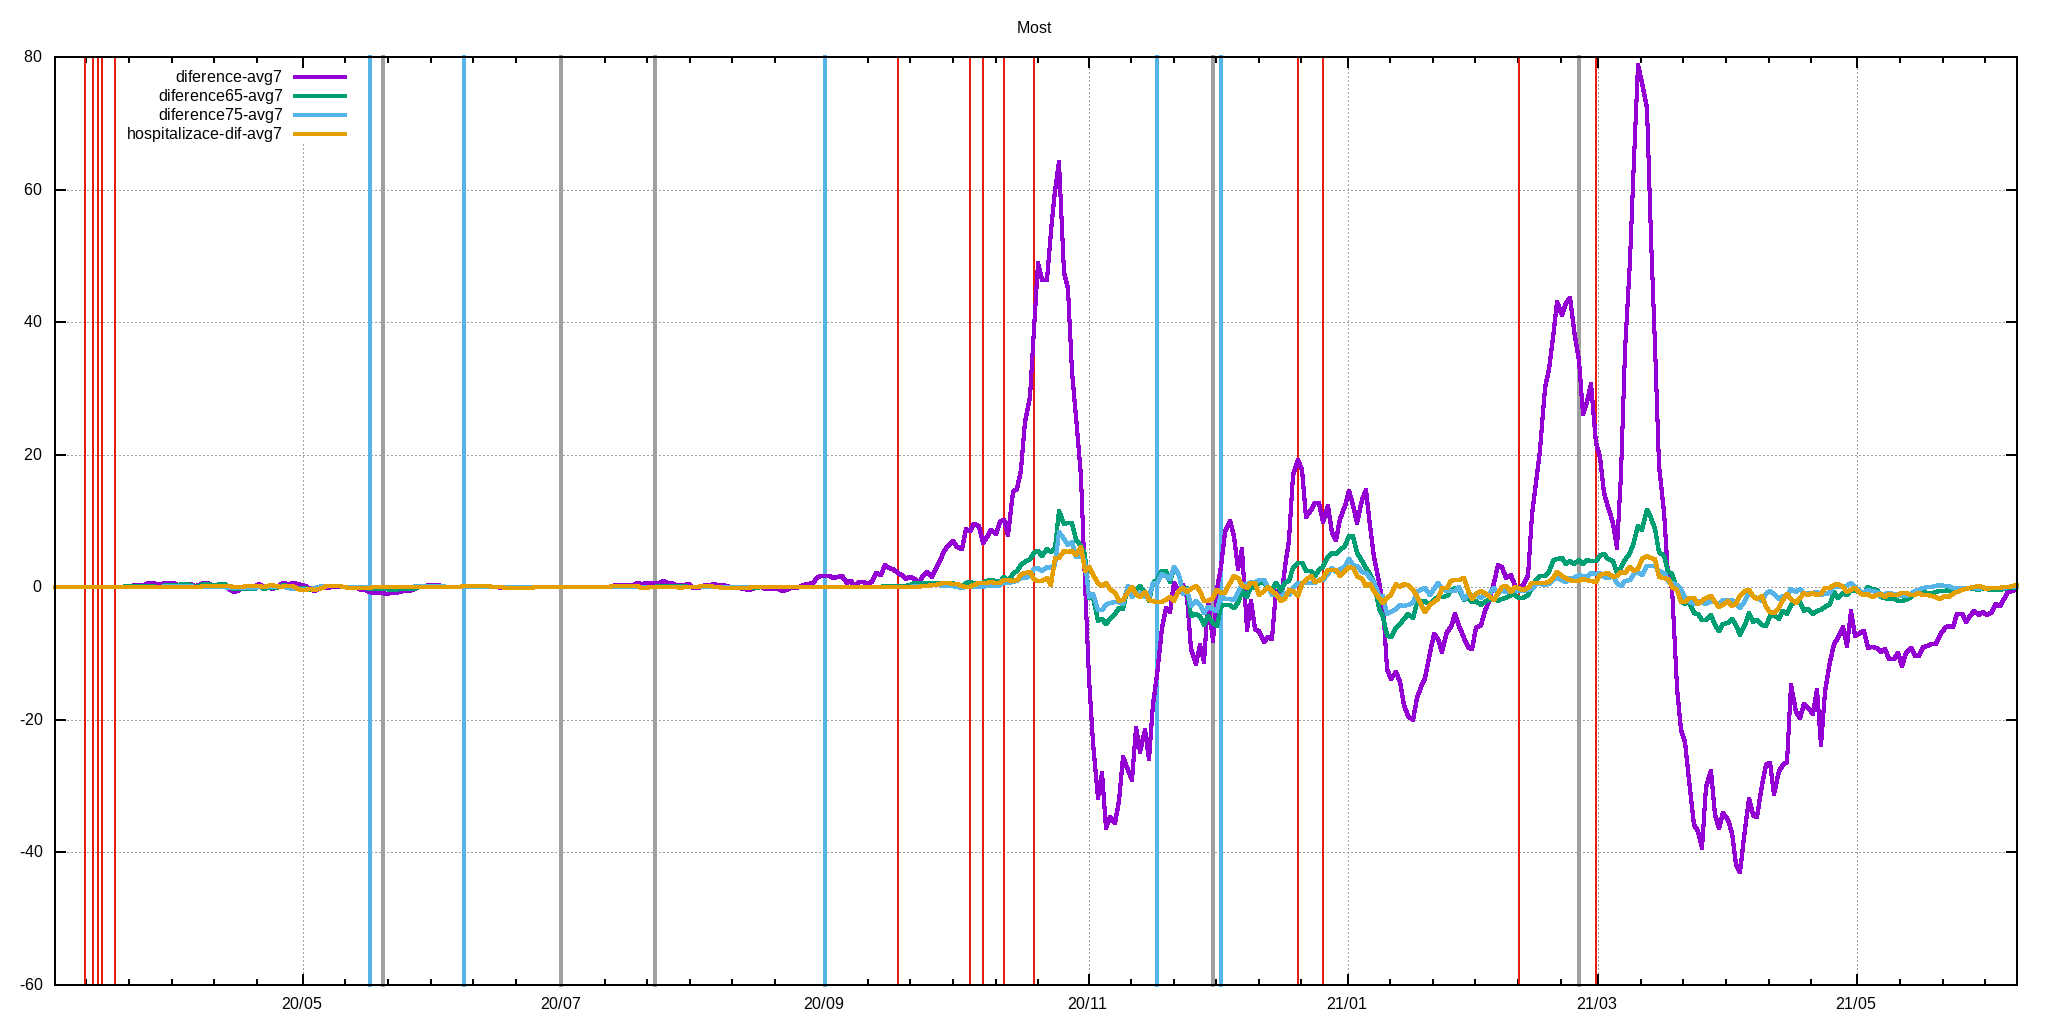 Most
80
60
40
20
0
-20
-40
-60
diference-avg7
diference65-avg7
diference75-avg7
hospitalizace-dif-avg7
20/05 20/07 20/09 20/11 21/01 21/03 21/05